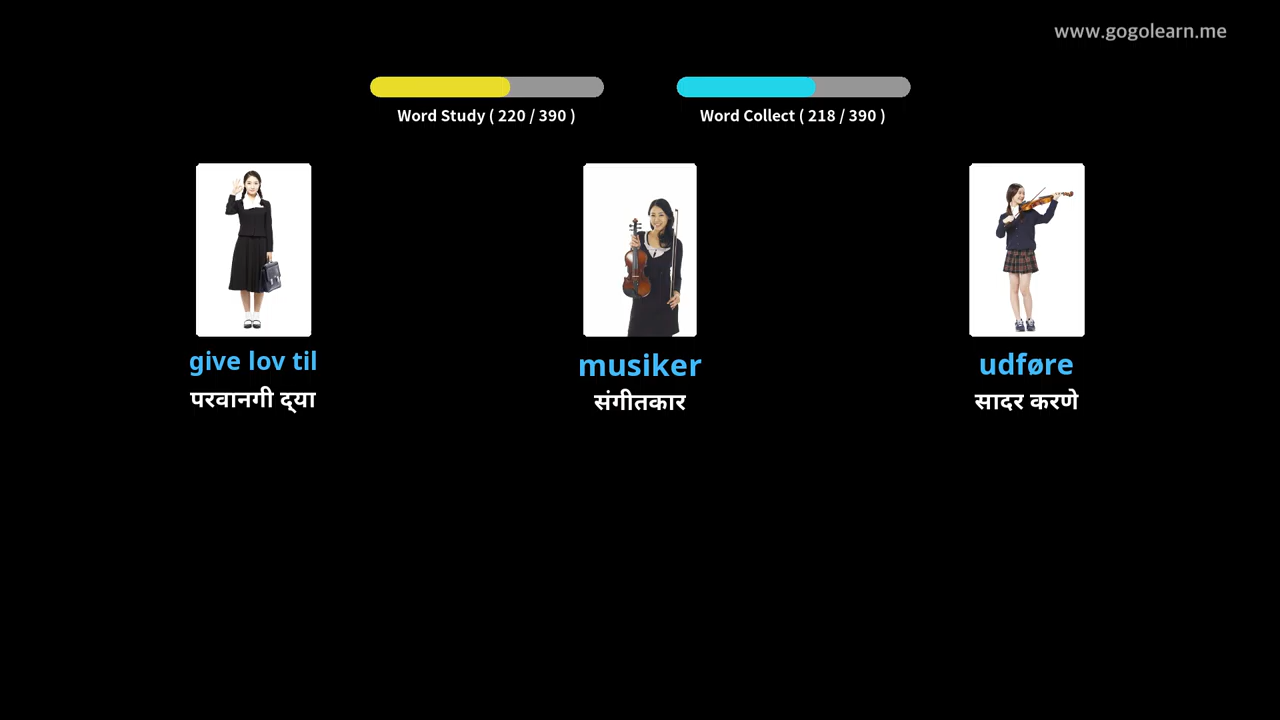 www.gogolearn.me
Word Study ( 220 / 390 )
Word Collect ( 218 / 390 )
give lov til
परवानगी द्या
musiker
संगीतकार
udføre
सादर करणे